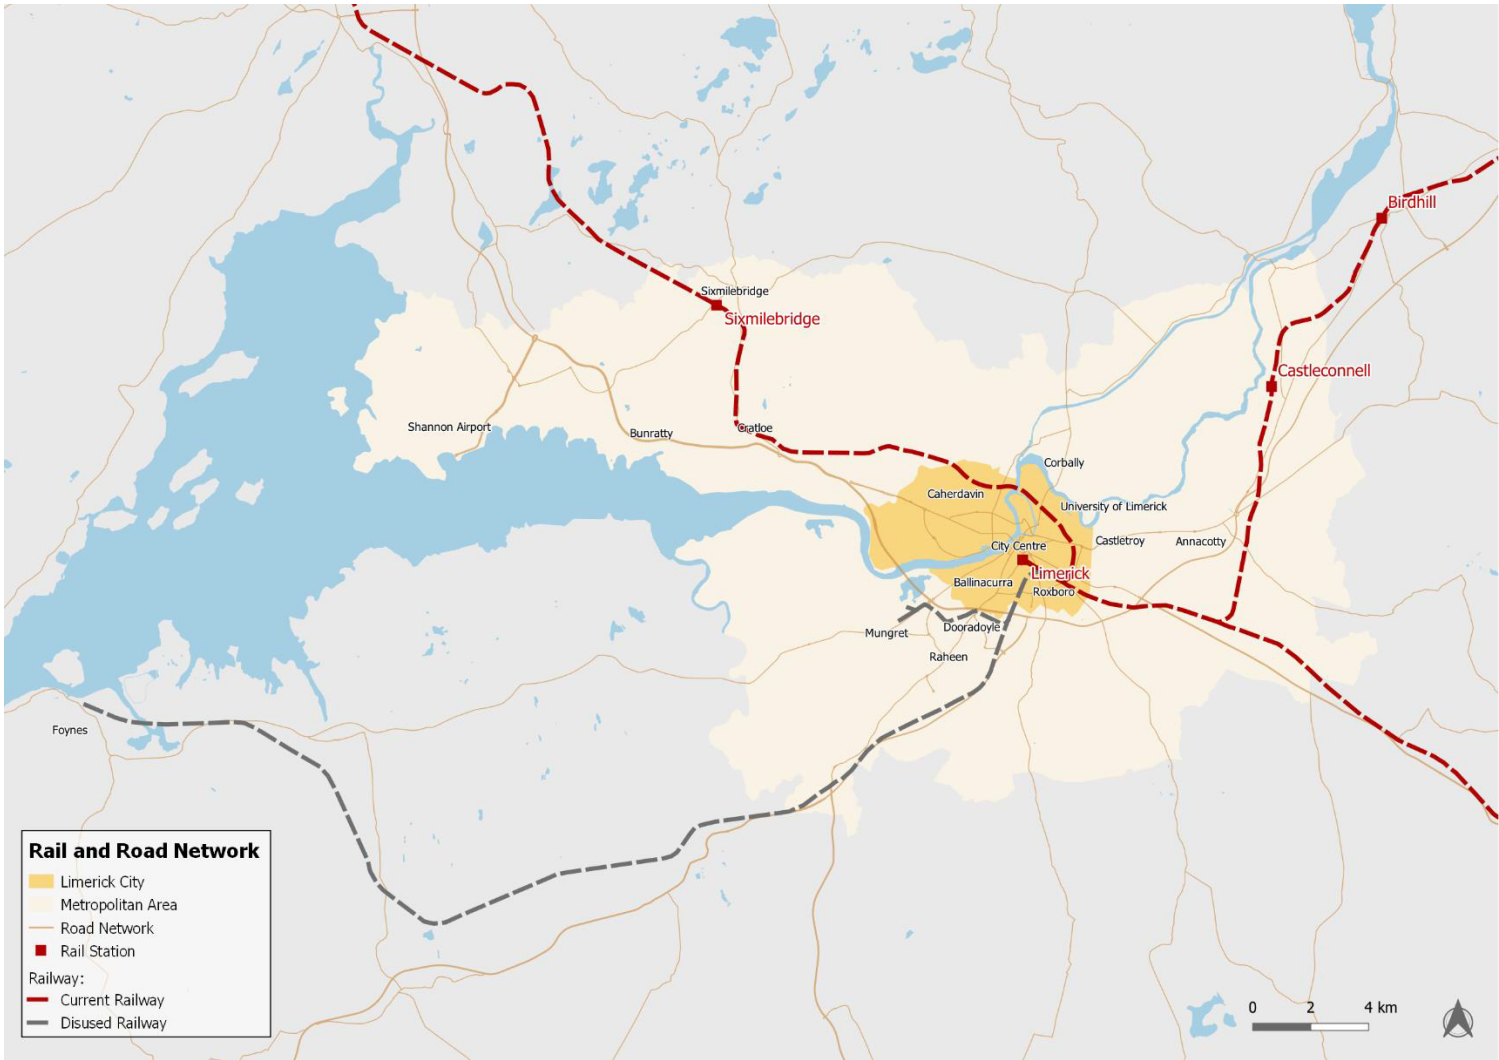 Birdhill
Sixmilebridge
Sixmilebridge
Castleconnell
Shannon Airport
Bunratty
Cratloe
Corbally
Caherdavin
University of Limerick
City Centre
Castletroy
Annacotty
Limerick
Ballinacurra
Roxboro
Mungret
Dooradoyle
Raheen
Foynes
Rail and Road Network
Limerick City
Metropolitan Area
Road Network
Rail Station
Railway:
Current Railway
Disused Railway
0 2 4 km